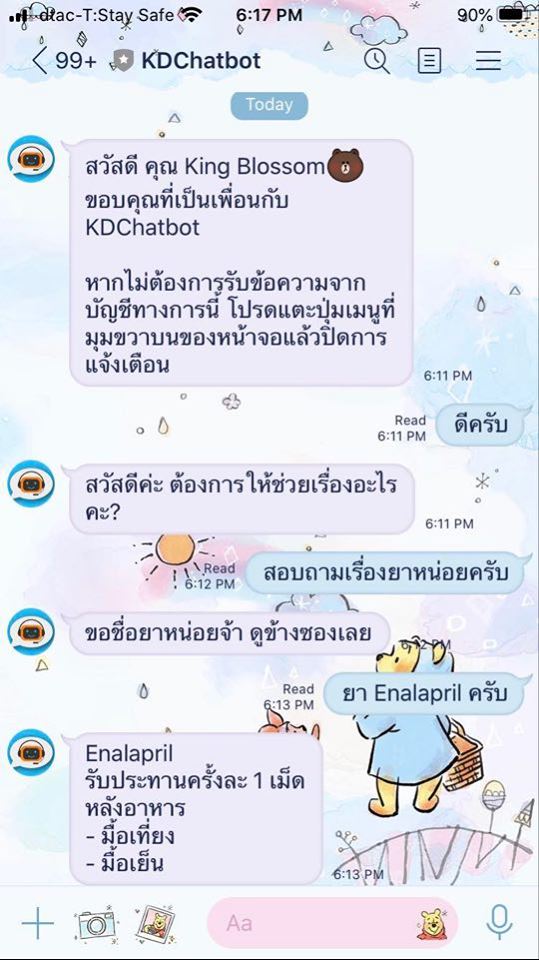 dtac-T:Stay Safe 6:17 PM 90%
99+ KDChatbot
Today
สวัสดี คุณ King Blossom
ขอบคุณที่เป็นเพื่อนกับ
KDChatbot
หากไม่ต้องการรับข้อความจาก
บัญชีทางการนี้ โปรดแตะปุ่มเมนูที่
มุมขวาบนของหน้าจอแล้วปิดการ
แจ้งเตือน
6:11 PM
ดีครับ
Read
6:11 PM
สวัสดีค่ะ ต้องการให้ช่วยเรื่องอะไร
คะ?
6:11 PM
สอบถามเรื่องยาหน่อยครับ
Read
6:12 PM
ขอชื่อยาหน่อยจ้า ดูข้างซองเลย
6:12 PM
ยา Enalapril ครับ
Read
6:13 PM
Enalapril
รับประทานครั้งละ 1 เม็ด
หลังอาหาร
- มื้อเที่ยง
- มื้อเย็น
6:13 PM
Aa